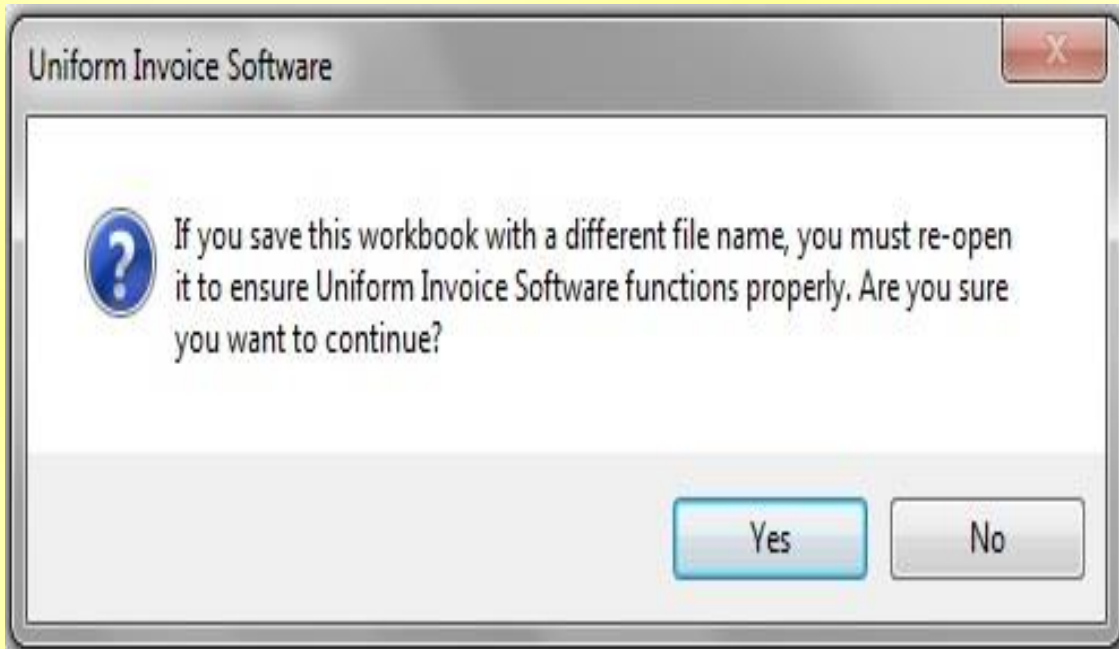 Uniform Invoice Software
X
?
If you save this workbook with a different file name, you must re-open
it to ensure Uniform Invoice Software functions properly. Are you sure
you want to continue?
Yes
No